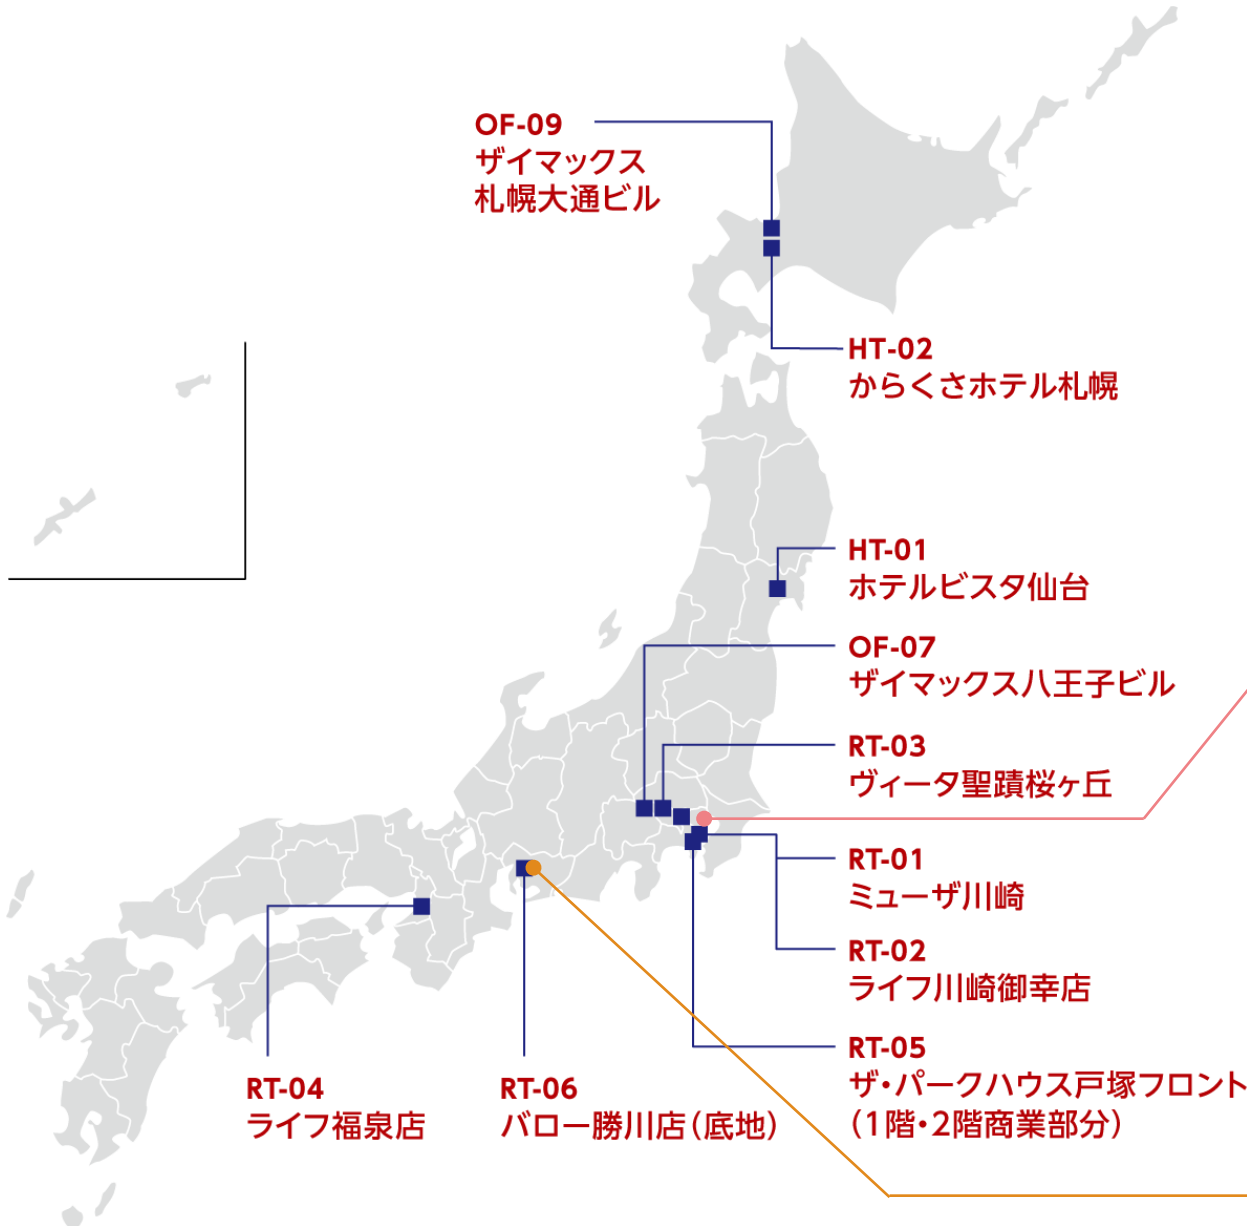 OF-09
ザイマックス
札幌大通ビル
HT-02
からくさホテル札幌
HT-01
ホテルビスタ仙台
OF-07
ザイマックス八王子ビル
RT-03
ヴィータ聖蹟桜ヶ丘
RT-01
ミューザ川崎
RT-02
ライフ川崎御幸店
RT-05
ザ・パークハウス戸塚フロント
（1階・2階商業部分）
RT-04
ライフ福泉店
RT-06
バロー勝川店（底地）